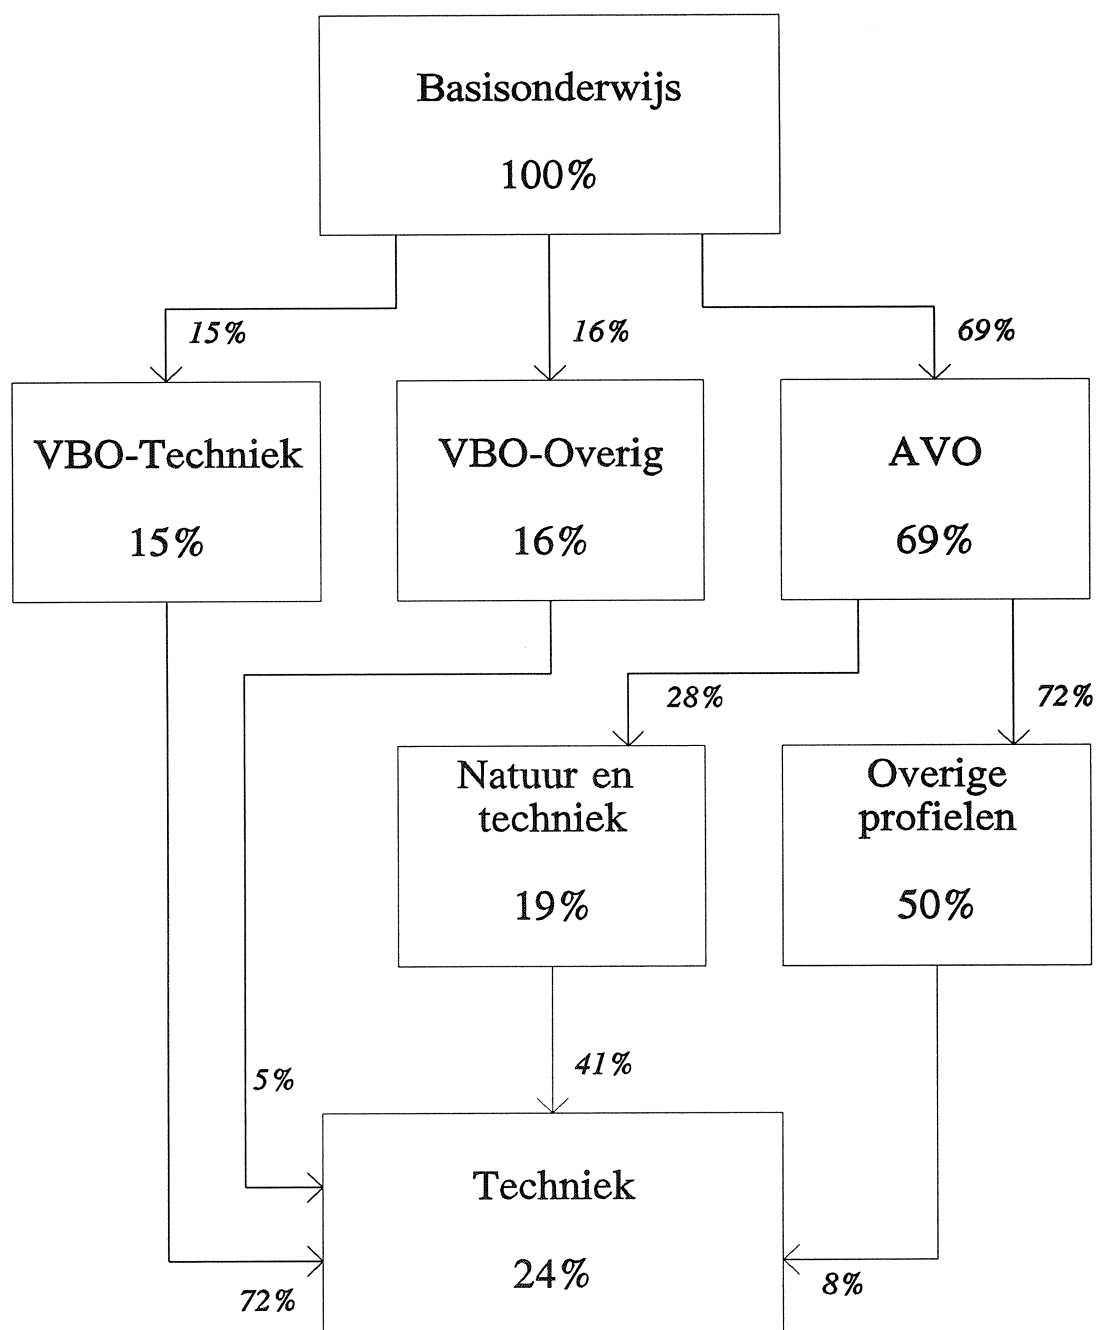 Basisonderwijs
100%
15%
16%
69%
VBO-Techniek
15%
VBO-Overig
16%
AVO
69%
28%
72%
Natuur en
techniek
19%
Overige
profielen
50%
5%
41%
Techniek
24%
72%
8%